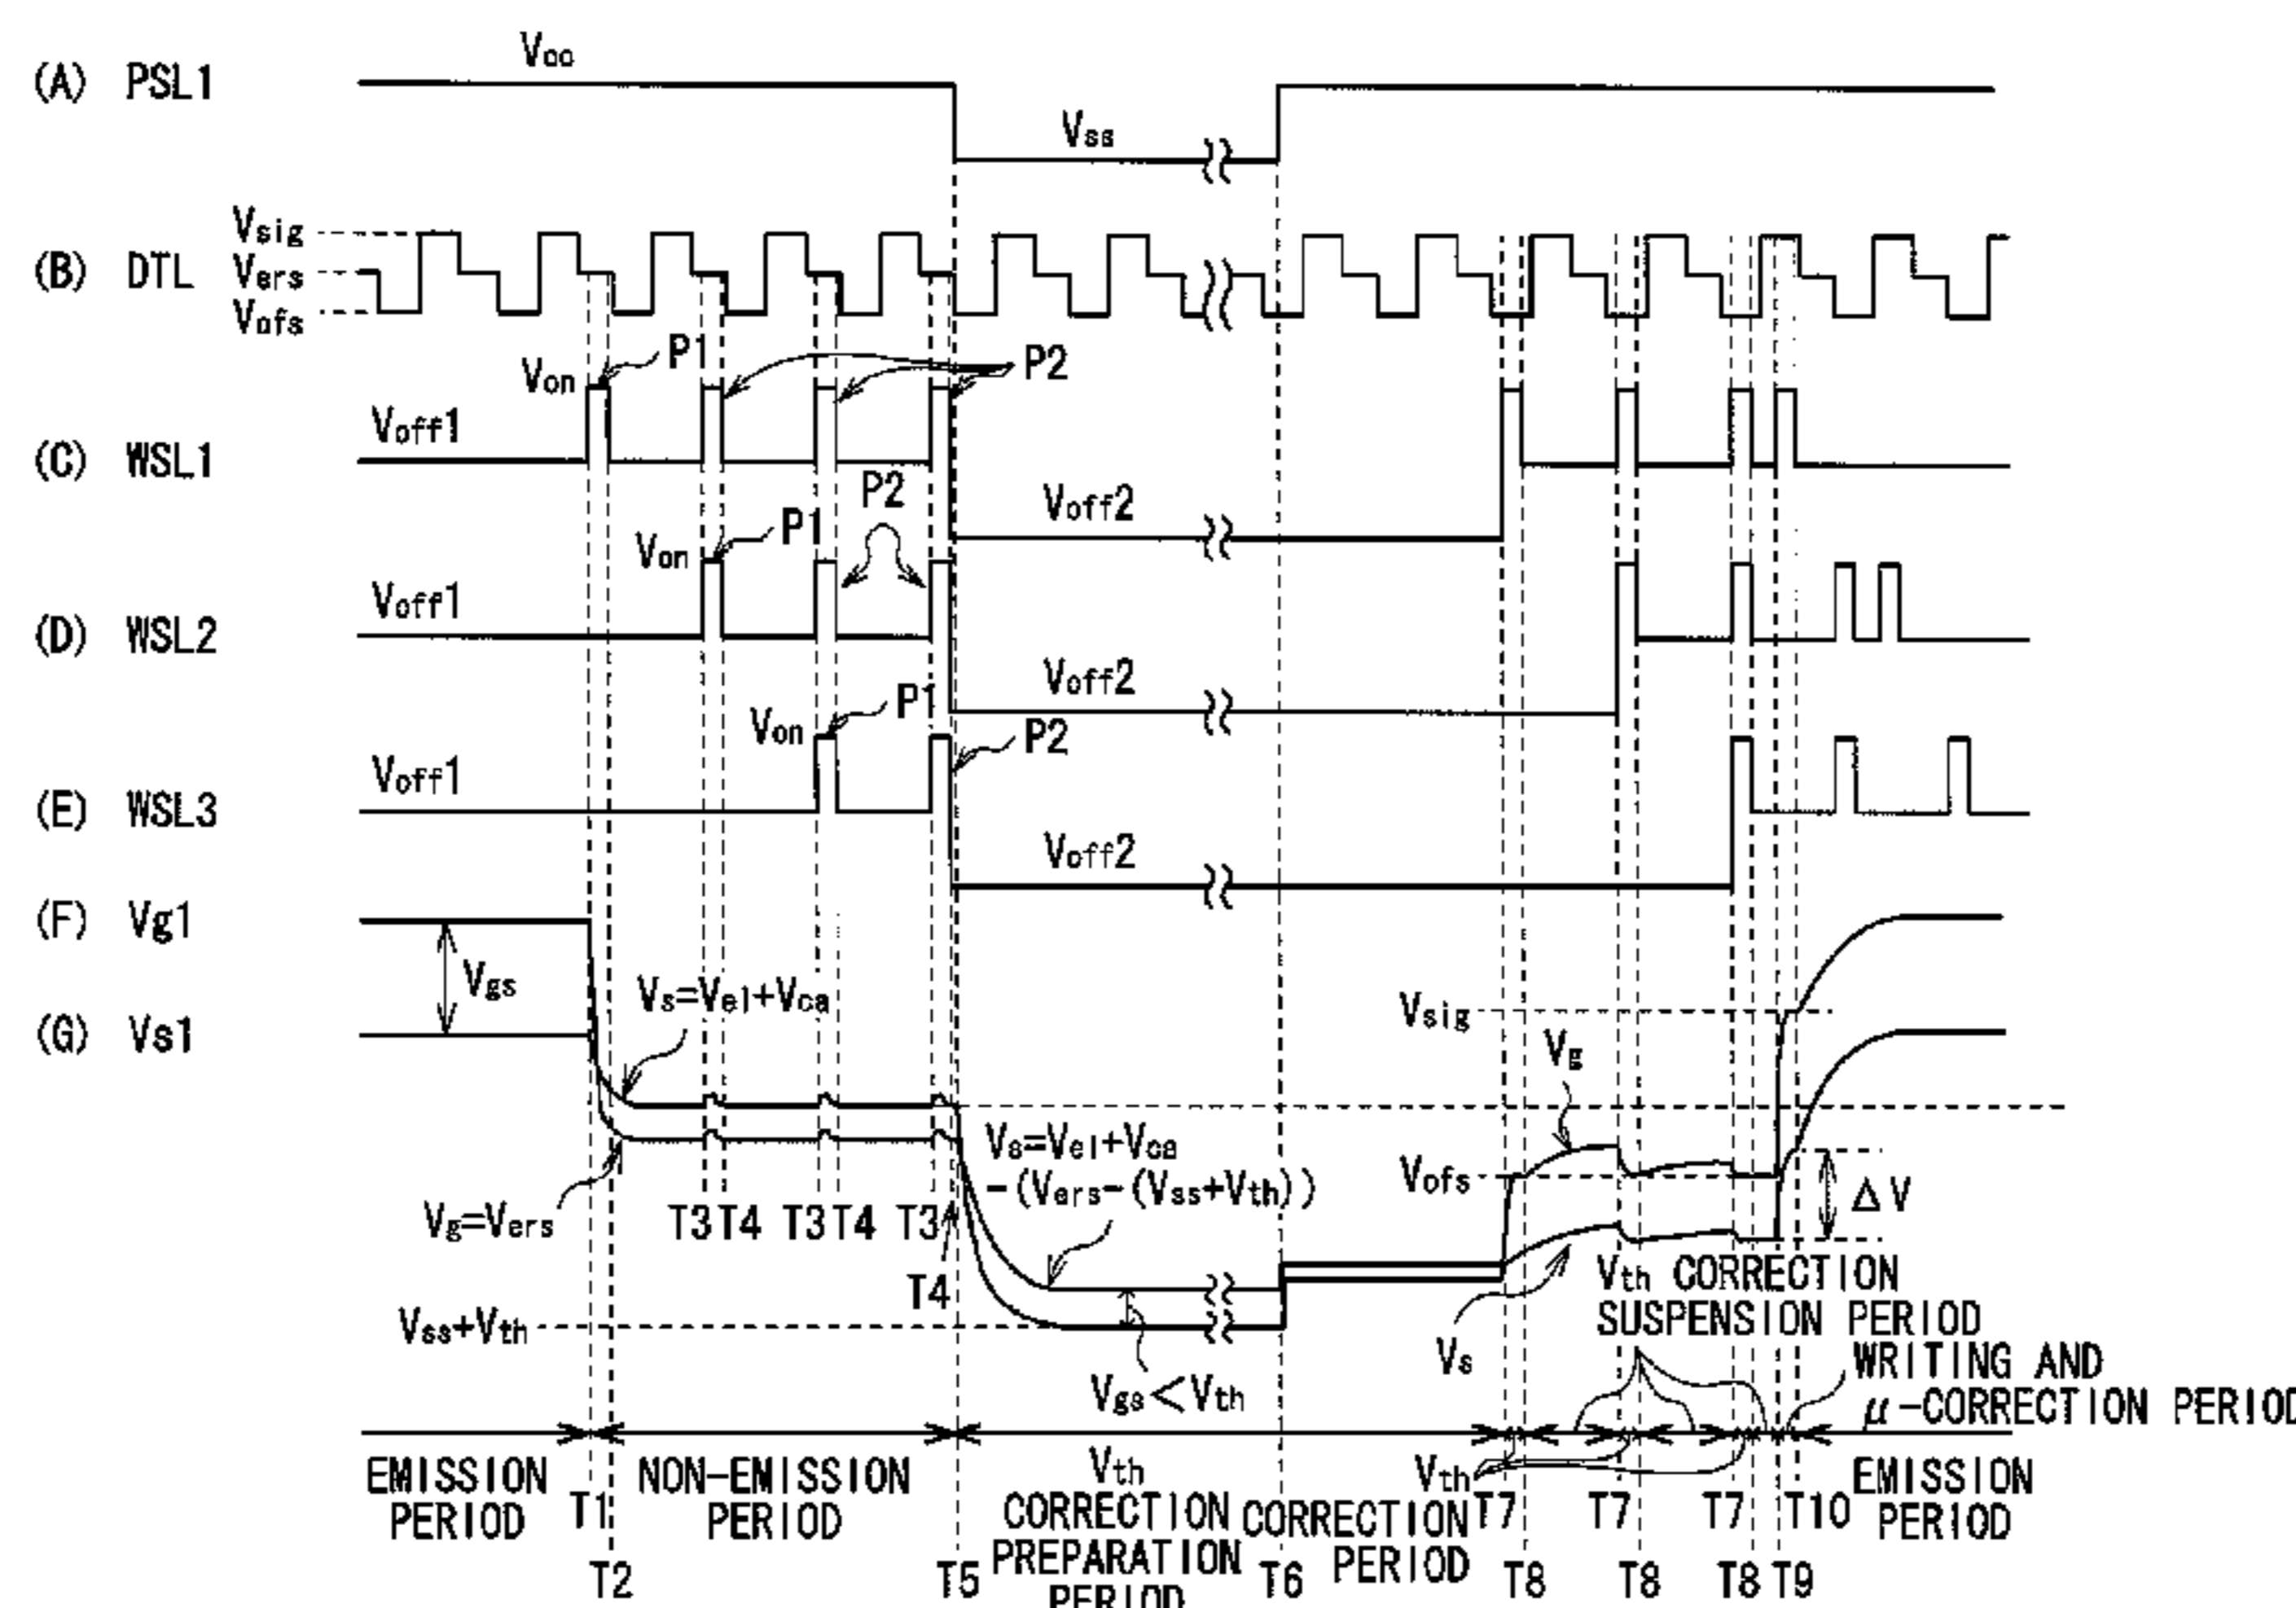 (A) PSL1
Vcc
Vss
(B) DTL
Vsig
Vers
Vofs
(C) WSL1
Von
P1
P2
Voff1
Voff2
(D) WSL2
Von
P1
P2
Voff1
Voff2
(E) WSL3
Von
P1
P2
Voff1
Voff2
(F) Vg1
Vgs
(G) Vs1
Vs=Vel+Vca
Vg=Vers
T3 T4 T3 T4 T3
T4
Vs=Vel+Vca
-(Vers-(Vss+Vth))
Vss+Vth
Vgs<Vth
Vsig
Vg
Vofs
Vs
ΔV
Vth CORRECTION
SUSPENSION PERIOD
WRITING AND
μ-CORRECTION PERIOD
EMISSION
PERIOD
T1
T2
NON-EMISSION
PERIOD
T5
Vth
CORRECTION
PREPARATION
PERIOD
T6
Vth
CORRECTION
PERIOD
T7 T7 T7 T10
T8 T8 T8 T9
EMISSION
PERIOD